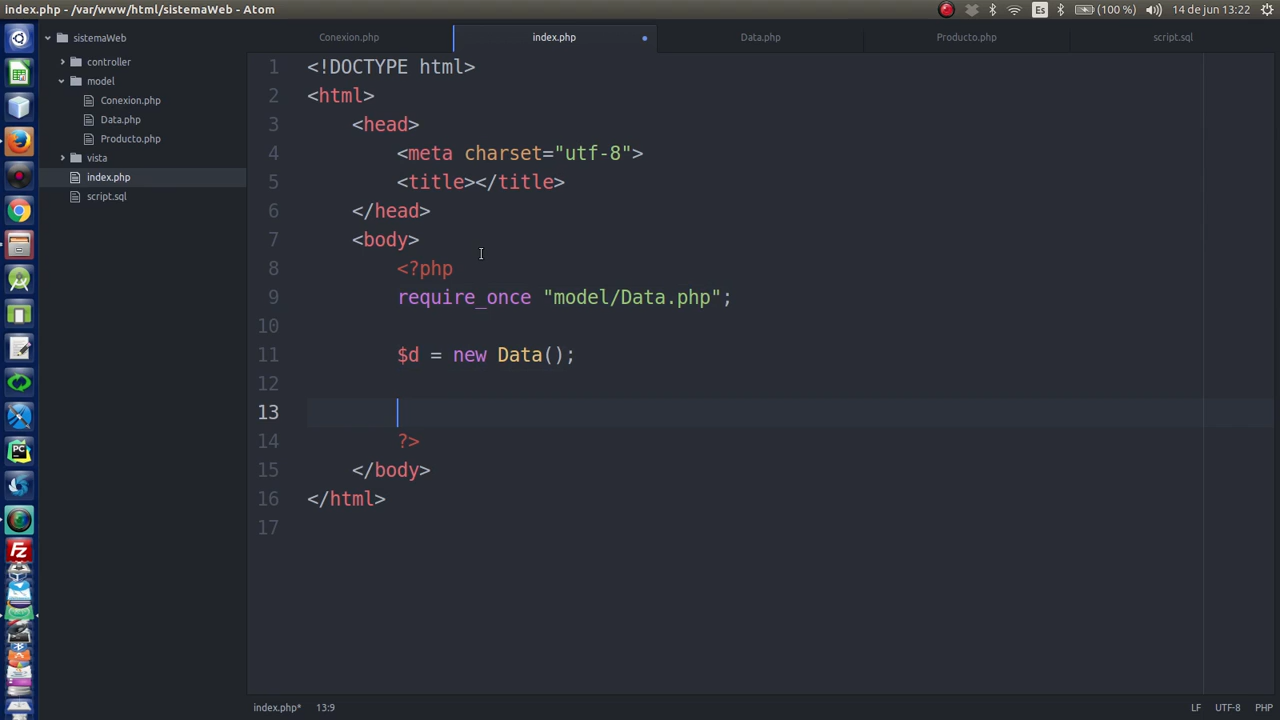 index.php - /var/www/html/sistemaWeb - Atom
Es
(100 %)
14 de jun 13:22
sistemaWeb
controller
model
Conexion.php
Data.php
Producto.php
vista
index.php
script.sql
Conexion.php
index.php
Data.php
Producto.php
script.sql
1 <!DOCTYPE html>
2 <html>
3 <head>
4 <meta charset="utf-8">
5 <title></title>
6 </head>
7 <body>
8 <?php
9 require_once "model/Data.php";
10
11 $d = new Data();
12
13
14 ?>
15 </body>
16 </html>
17
PC
Fz
index.php* 13:9
LF UTF-8 PHP